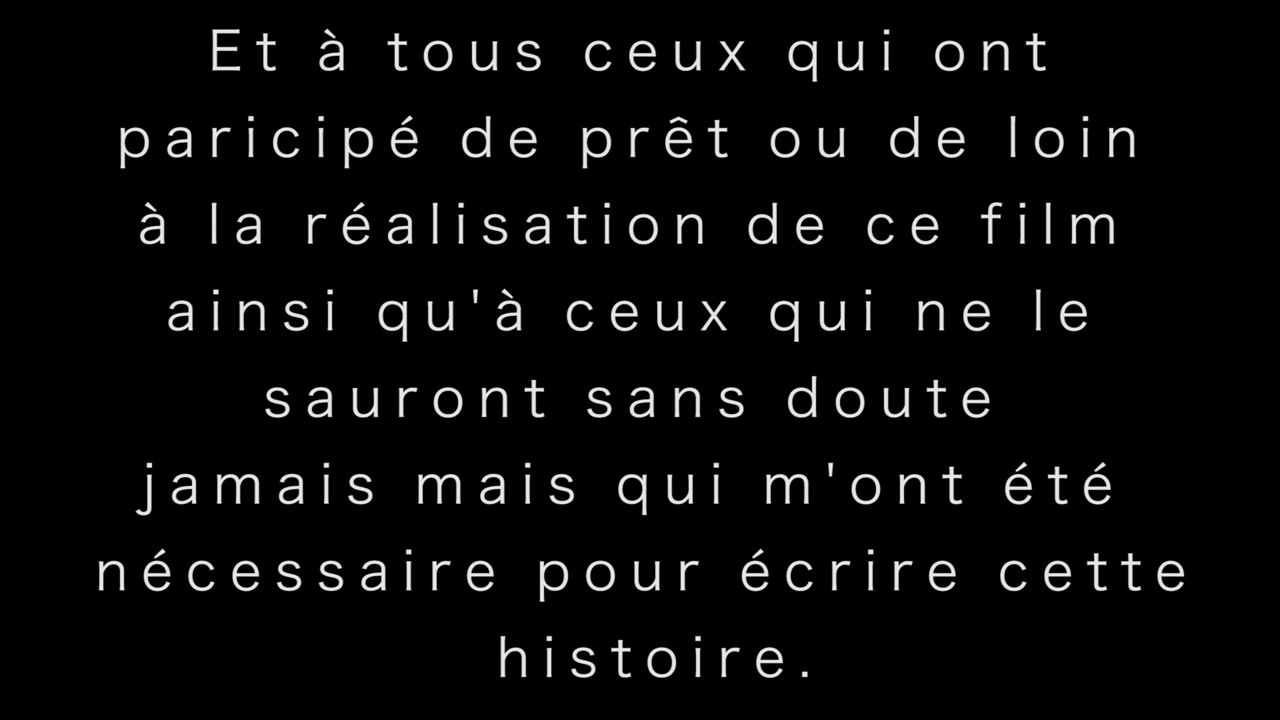 Et à tous ceux qui ont
paricipé de prêt ou de loin
à la réalisation de ce film
ainsi qu'à ceux qui ne le
sauront sans doute
jamais mais qui m'ont été
nécessaire pour écrire cette
histoire.